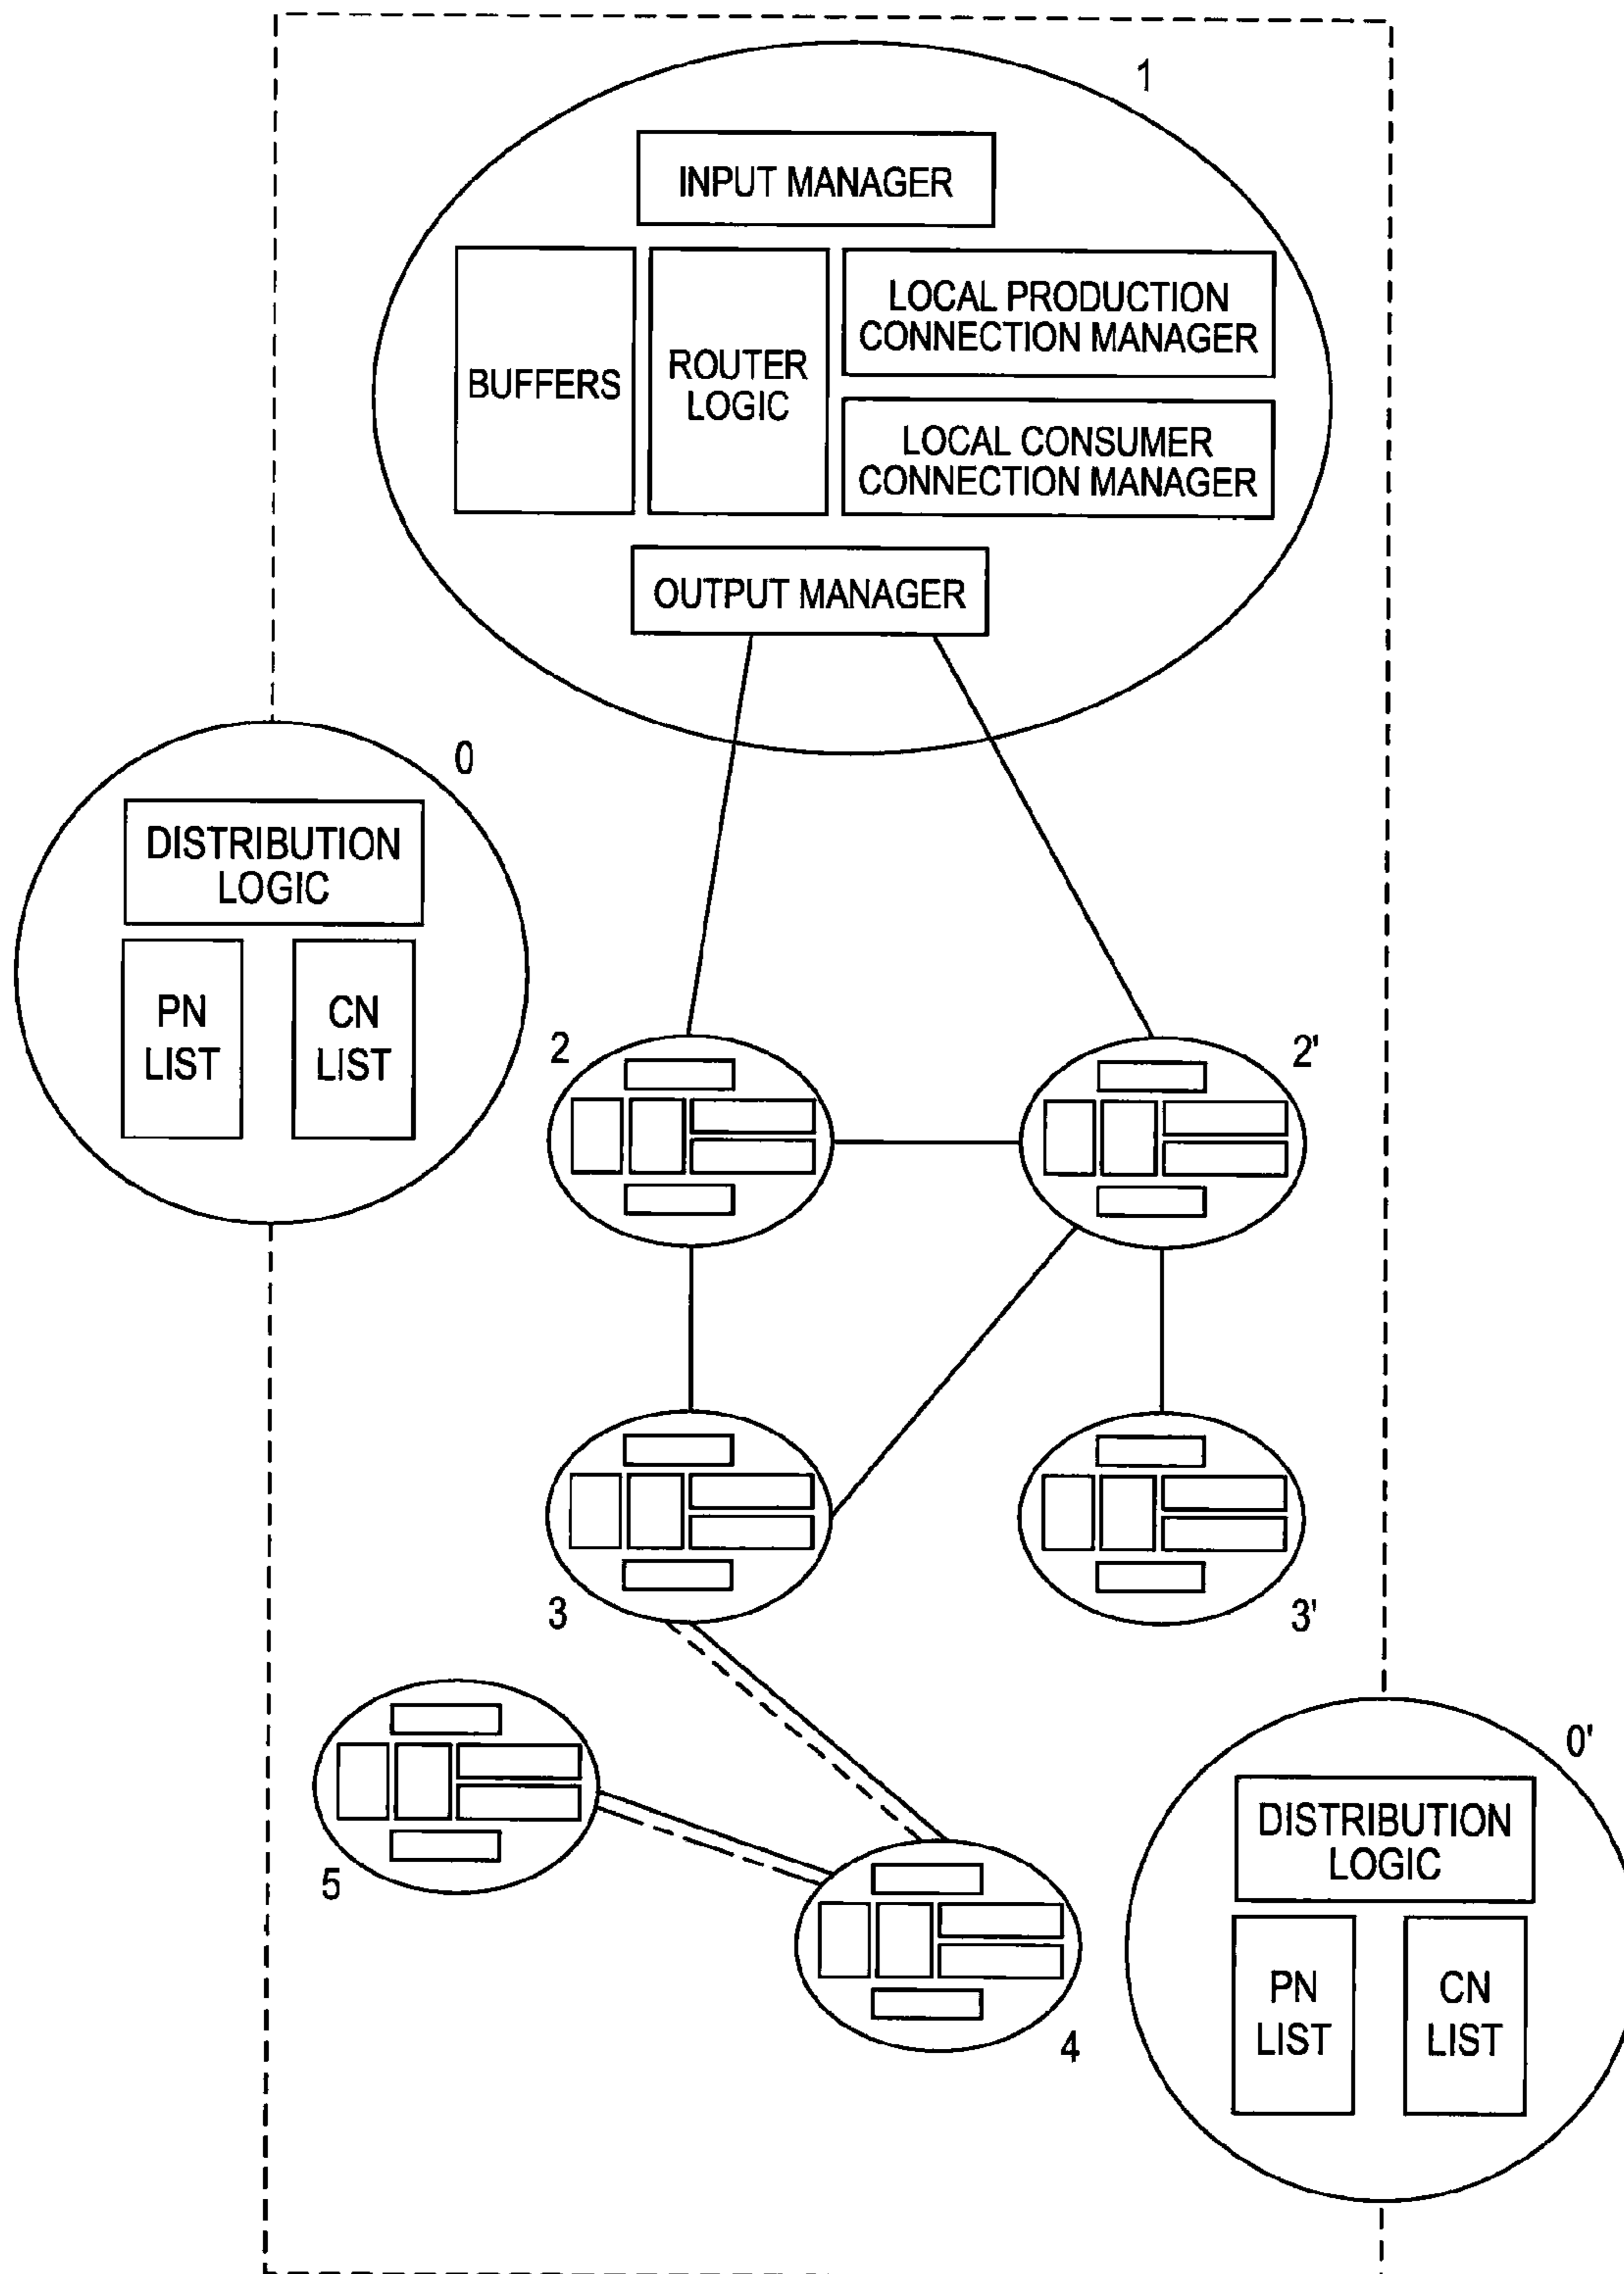 1
INPUT MANAGER
BUFFERS
ROUTER
LOGIC
LOCAL PRODUCTION
CONNECTION MANAGER
LOCAL CONSUMER
CONNECTION MANAGER
OUTPUT MANAGER
0
DISTRIBUTION
LOGIC
PN
LIST
CN
LIST
2
2'
3
3'
5
4
0'
DISTRIBUTION
LOGIC
PN
LIST
CN
LIST